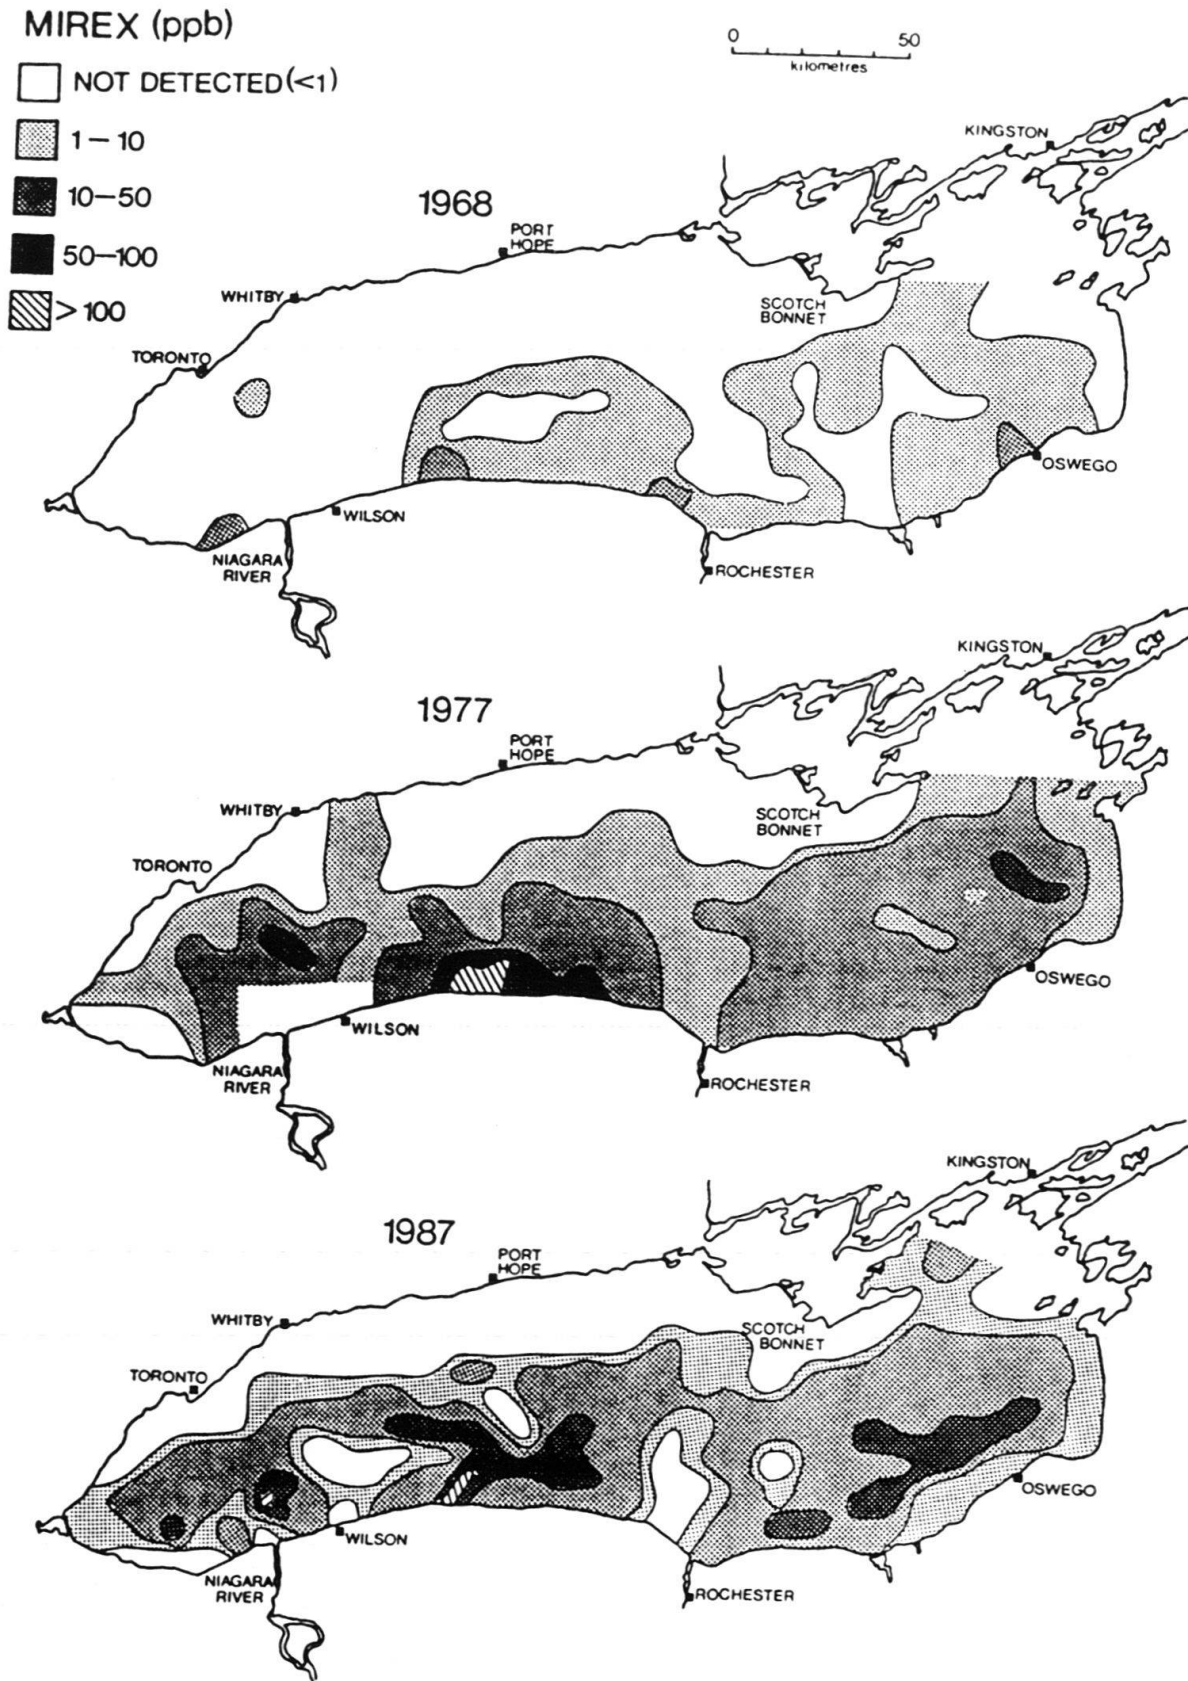 MIREX (ppb)
NOT DETECTED (<1)
1-10
10-50
50-100
>100
0 50
kilometres
1968
KINGSTON
PORT
HOPE
WHITBY
SCOTCH
BONNET
TORONTO
OSWEGO
WILSON
NIAGARA
RIVER
ROCHESTER
1977
KINGSTON
PORT
HOPE
WHITBY
SCOTCH
BONNET
TORONTO
OSWEGO
WILSON
NIAGARA
RIVER
ROCHESTER
1987
KINGSTON
PORT
HOPE
WHITBY
SCOTCH
BONNET
TORONTO
OSWEGO
WILSON
NIAGARA
RIVER
ROCHESTER